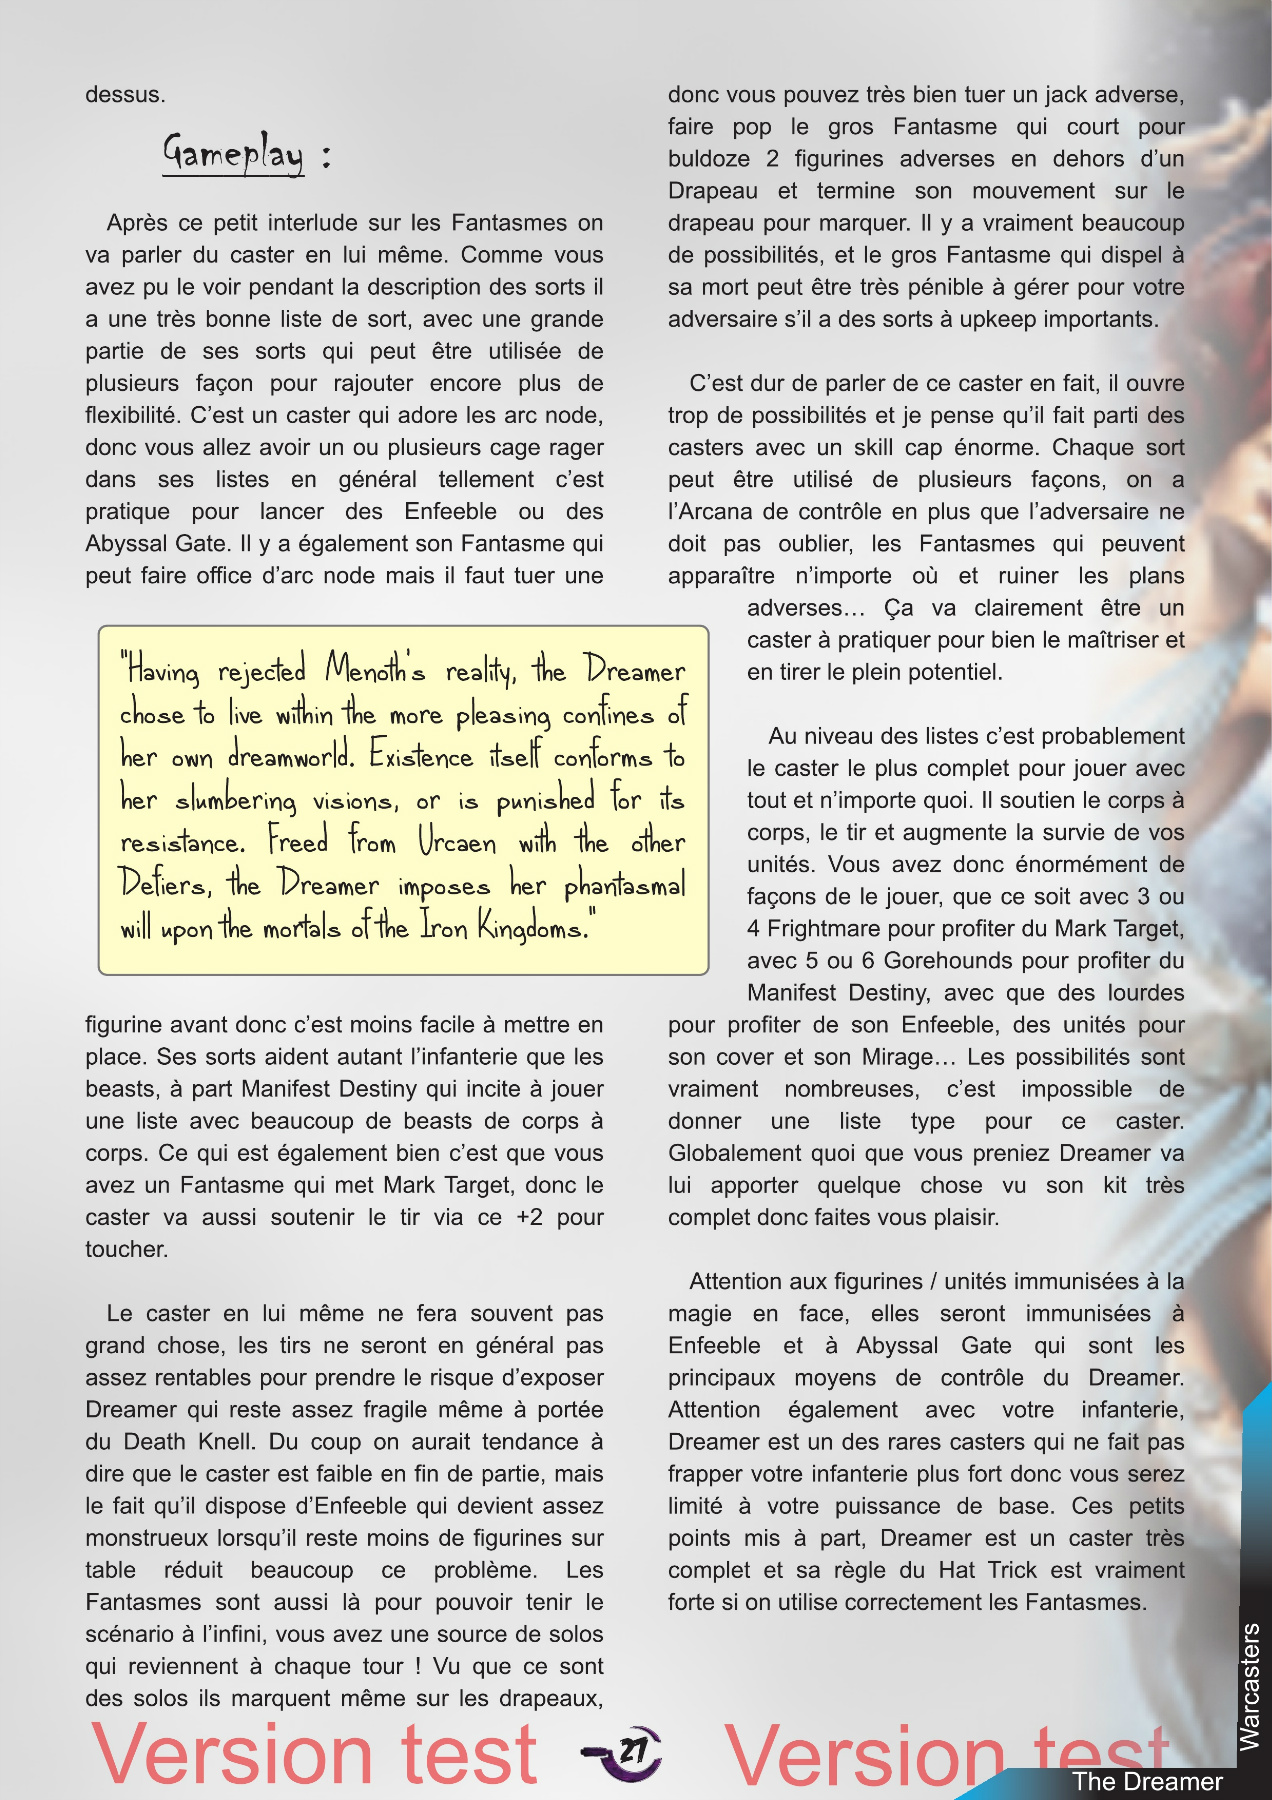 dessus.
Gameplay :
Après ce petit interlude sur les Fantasmes on
va parler du caster en lui même. Comme vous
avez pu le voir pendant la description des sorts il
a une très bonne liste de sort, avec une grande
partie de ses sorts qui peut être utilisée de
plusieurs façon pour rajouter encore plus de
flexibilité. C’est un caster qui adore les arc node,
donc vous allez avoir un ou plusieurs cage rager
dans ses listes en général tellement c’est
pratique pour lancer des Enfeeble ou des
Abyssal Gate. Il y a également son Fantasme qui
peut faire office d’arc node mais il faut tuer une
"Having rejected Menoth's reality, the Dreamer
chose to live within the more pleasing confines of
her own dreamworld. Existence itself conforms to
her slumbering visions, or is punished for its
resistance. Freed from Urcaen with the other
Defiers, the Dreamer imposes her phantasmal
will upon the mortals of the Iron Kingdoms."
figurine avant donc c’est moins facile à mettre en
place. Ses sorts aident autant l’infanterie que les
beasts, à part Manifest Destiny qui incite à jouer
une liste avec beaucoup de beasts de corps à
corps. Ce qui est également bien c’est que vous
avez un Fantasme qui met Mark Target, donc le
caster va aussi soutenir le tir via ce +2 pour
toucher.
Le caster en lui même ne fera souvent pas
grand chose, les tirs ne seront en général pas
assez rentables pour prendre le risque d’exposer
Dreamer qui reste assez fragile même à portée
du Death Knell. Du coup on aurait tendance à
dire que le caster est faible en fin de partie, mais
le fait qu’il dispose d’Enfeeble qui devient assez
monstrueux lorsqu’il reste moins de figurines sur
table réduit beaucoup ce problème. Les
Fantasmes sont aussi là pour pouvoir tenir le
scénario à l’infini, vous avez une source de solos
qui reviennent à chaque tour ! Vu que ce sont
des solos ils marquent même sur les drapeaux,
donc vous pouvez très bien tuer un jack adverse,
faire pop le gros Fantasme qui court pour
buldoze 2 figurines adverses en dehors d’un
Drapeau et termine son mouvement sur le
drapeau pour marquer. Il y a vraiment beaucoup
de possibilités, et le gros Fantasme qui dispel à
sa mort peut être très pénible à gérer pour votre
adversaire s’il a des sorts à upkeep importants.
C’est dur de parler de ce caster en fait, il ouvre
trop de possibilités et je pense qu’il fait parti des
casters avec un skill cap énorme. Chaque sort
peut être utilisé de plusieurs façons, on a
l’Arcana de contrôle en plus que l’adversaire ne
doit pas oublier, les Fantasmes qui peuvent
apparaître n’importe où et ruiner les plans
adverses… Ça va clairement être un
caster à pratiquer pour bien le maîtriser et
en tirer le plein potentiel.
Au niveau des listes c’est probablement
le caster le plus complet pour jouer avec
tout et n’importe quoi. Il soutien le corps à
corps, le tir et augmente la survie de vos
unités. Vous avez donc énormément de
façons de le jouer, que ce soit avec 3 ou
4 Frightmare pour profiter du Mark Target,
avec 5 ou 6 Gorehounds pour profiter du
Manifest Destiny, avec que des lourdes
pour profiter de son Enfeeble, des unités pour
son cover et son Mirage… Les possibilités sont
vraiment nombreuses, c’est impossible de
donner une liste type pour ce caster.
Globalement quoi que vous preniez Dreamer va
lui apporter quelque chose vu son kit très
complet donc faites vous plaisir.
Attention aux figurines / unités immunisées à la
magie en face, elles seront immunisées à
Enfeeble et à Abyssal Gate qui sont les
principaux moyens de contrôle du Dreamer.
Attention également avec votre infanterie,
Dreamer est un des rares casters qui ne fait pas
frapper votre infanterie plus fort donc vous serez
limité à votre puissance de base. Ces petits
points mis à part, Dreamer est un caster très
complet et sa règle du Hat Trick est vraiment
forte si on utilise correctement les Fantasmes.
Version test
27
Version test
The Dreamer
Warcasters